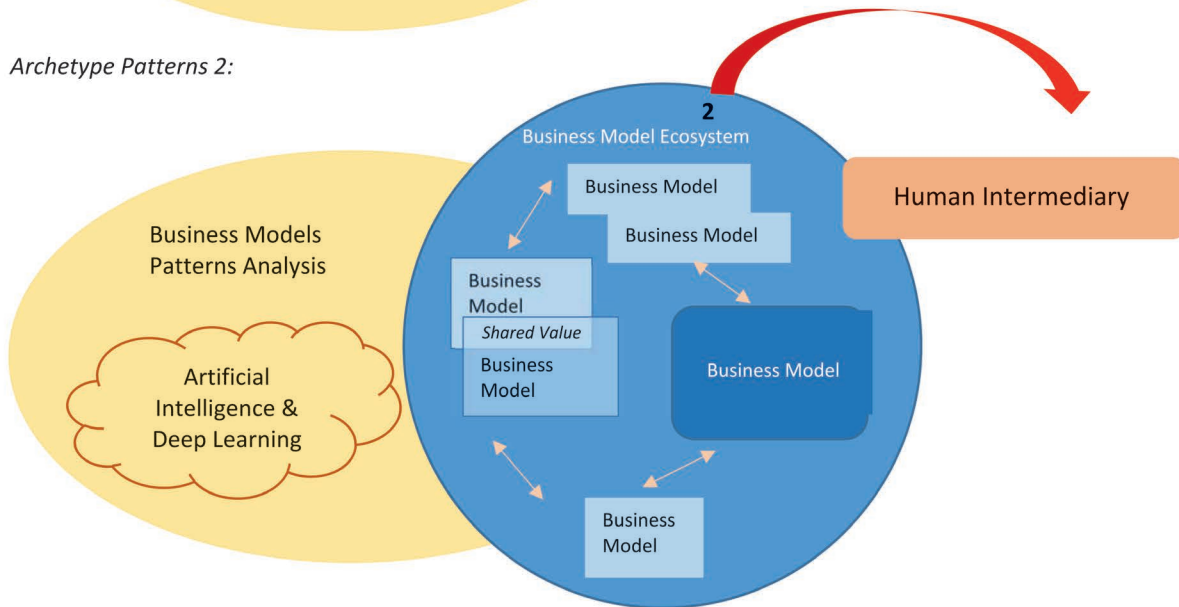 Archetype Patterns 2:
2
Business Model Ecosystem
Business Model
Business Model
Human Intermediary
Business Models
Patterns Analysis
Business
Model
Shared Value
Business
Model
Business Model
Artificial
Intelligence &
Deep Learning
Business
Model